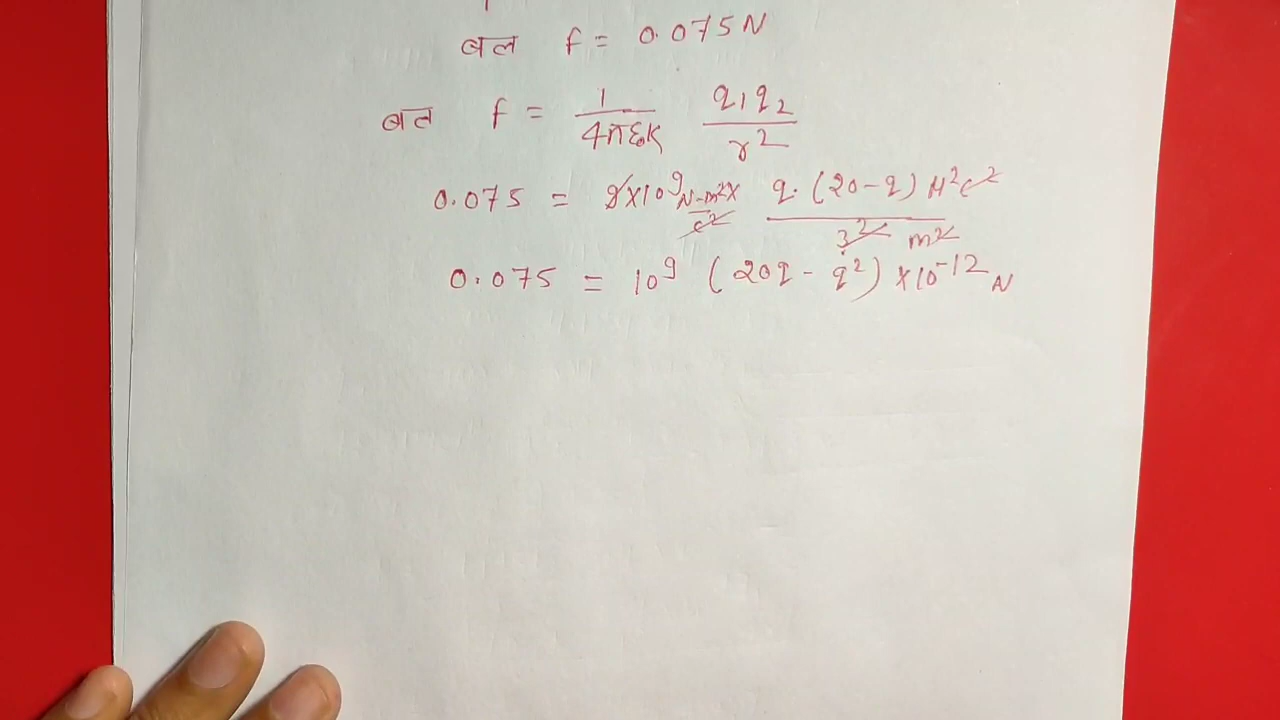 बल F = 0.075 N
बल F = 1/4πε₀K q₁q₂/r²
0.075 = 9×10⁹ N-m²/c² × q.(20-q) μ²c²/3² m²
0.075 = 10⁹ (20q - q²) × 10⁻¹² N